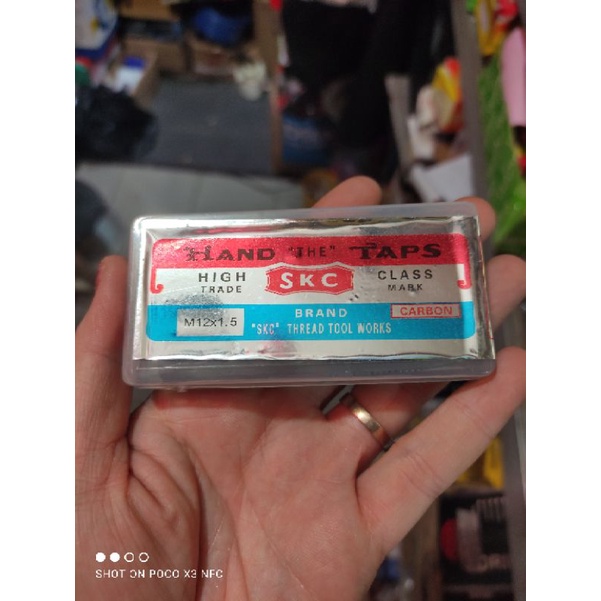 HAND "THE" TAPS
HIGH SKC CLASS
TRADE MARK
BRAND CARBON
M12x1.5 "SKC" THREAD TOOL WORKS
SHOT ON POCO X3 NFC